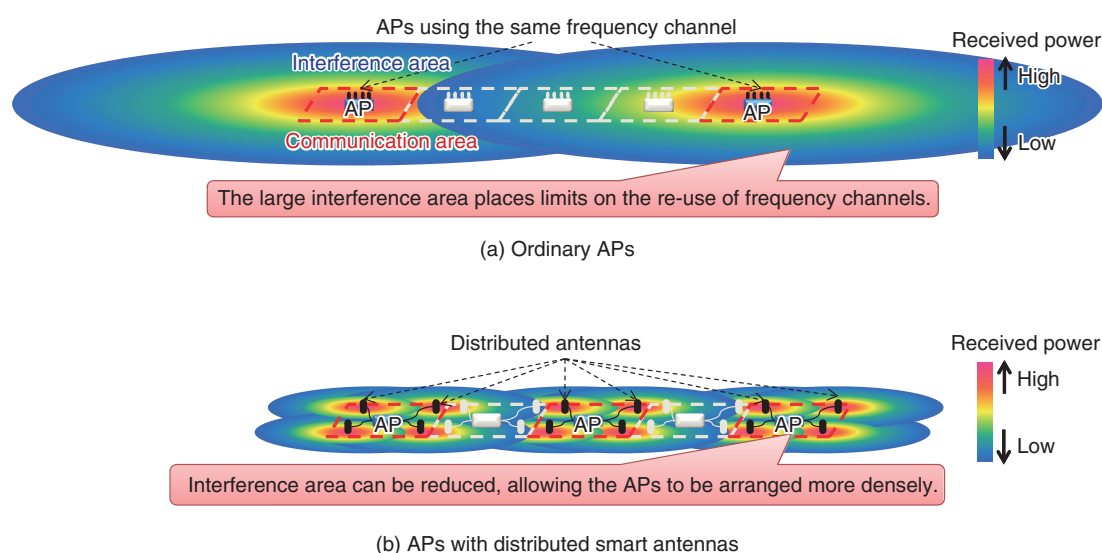 APs using the same frequency channel
Received power
Interference area
High
AP
AP
Communication area
Low
The large interference area places limits on the re-use of frequency channels.
(a) Ordinary APs
Distributed antennas
Received power
High
AP
AP
AP
Low
Interference area can be reduced, allowing the APs to be arranged more densely.
(b) APs with distributed smart antennas